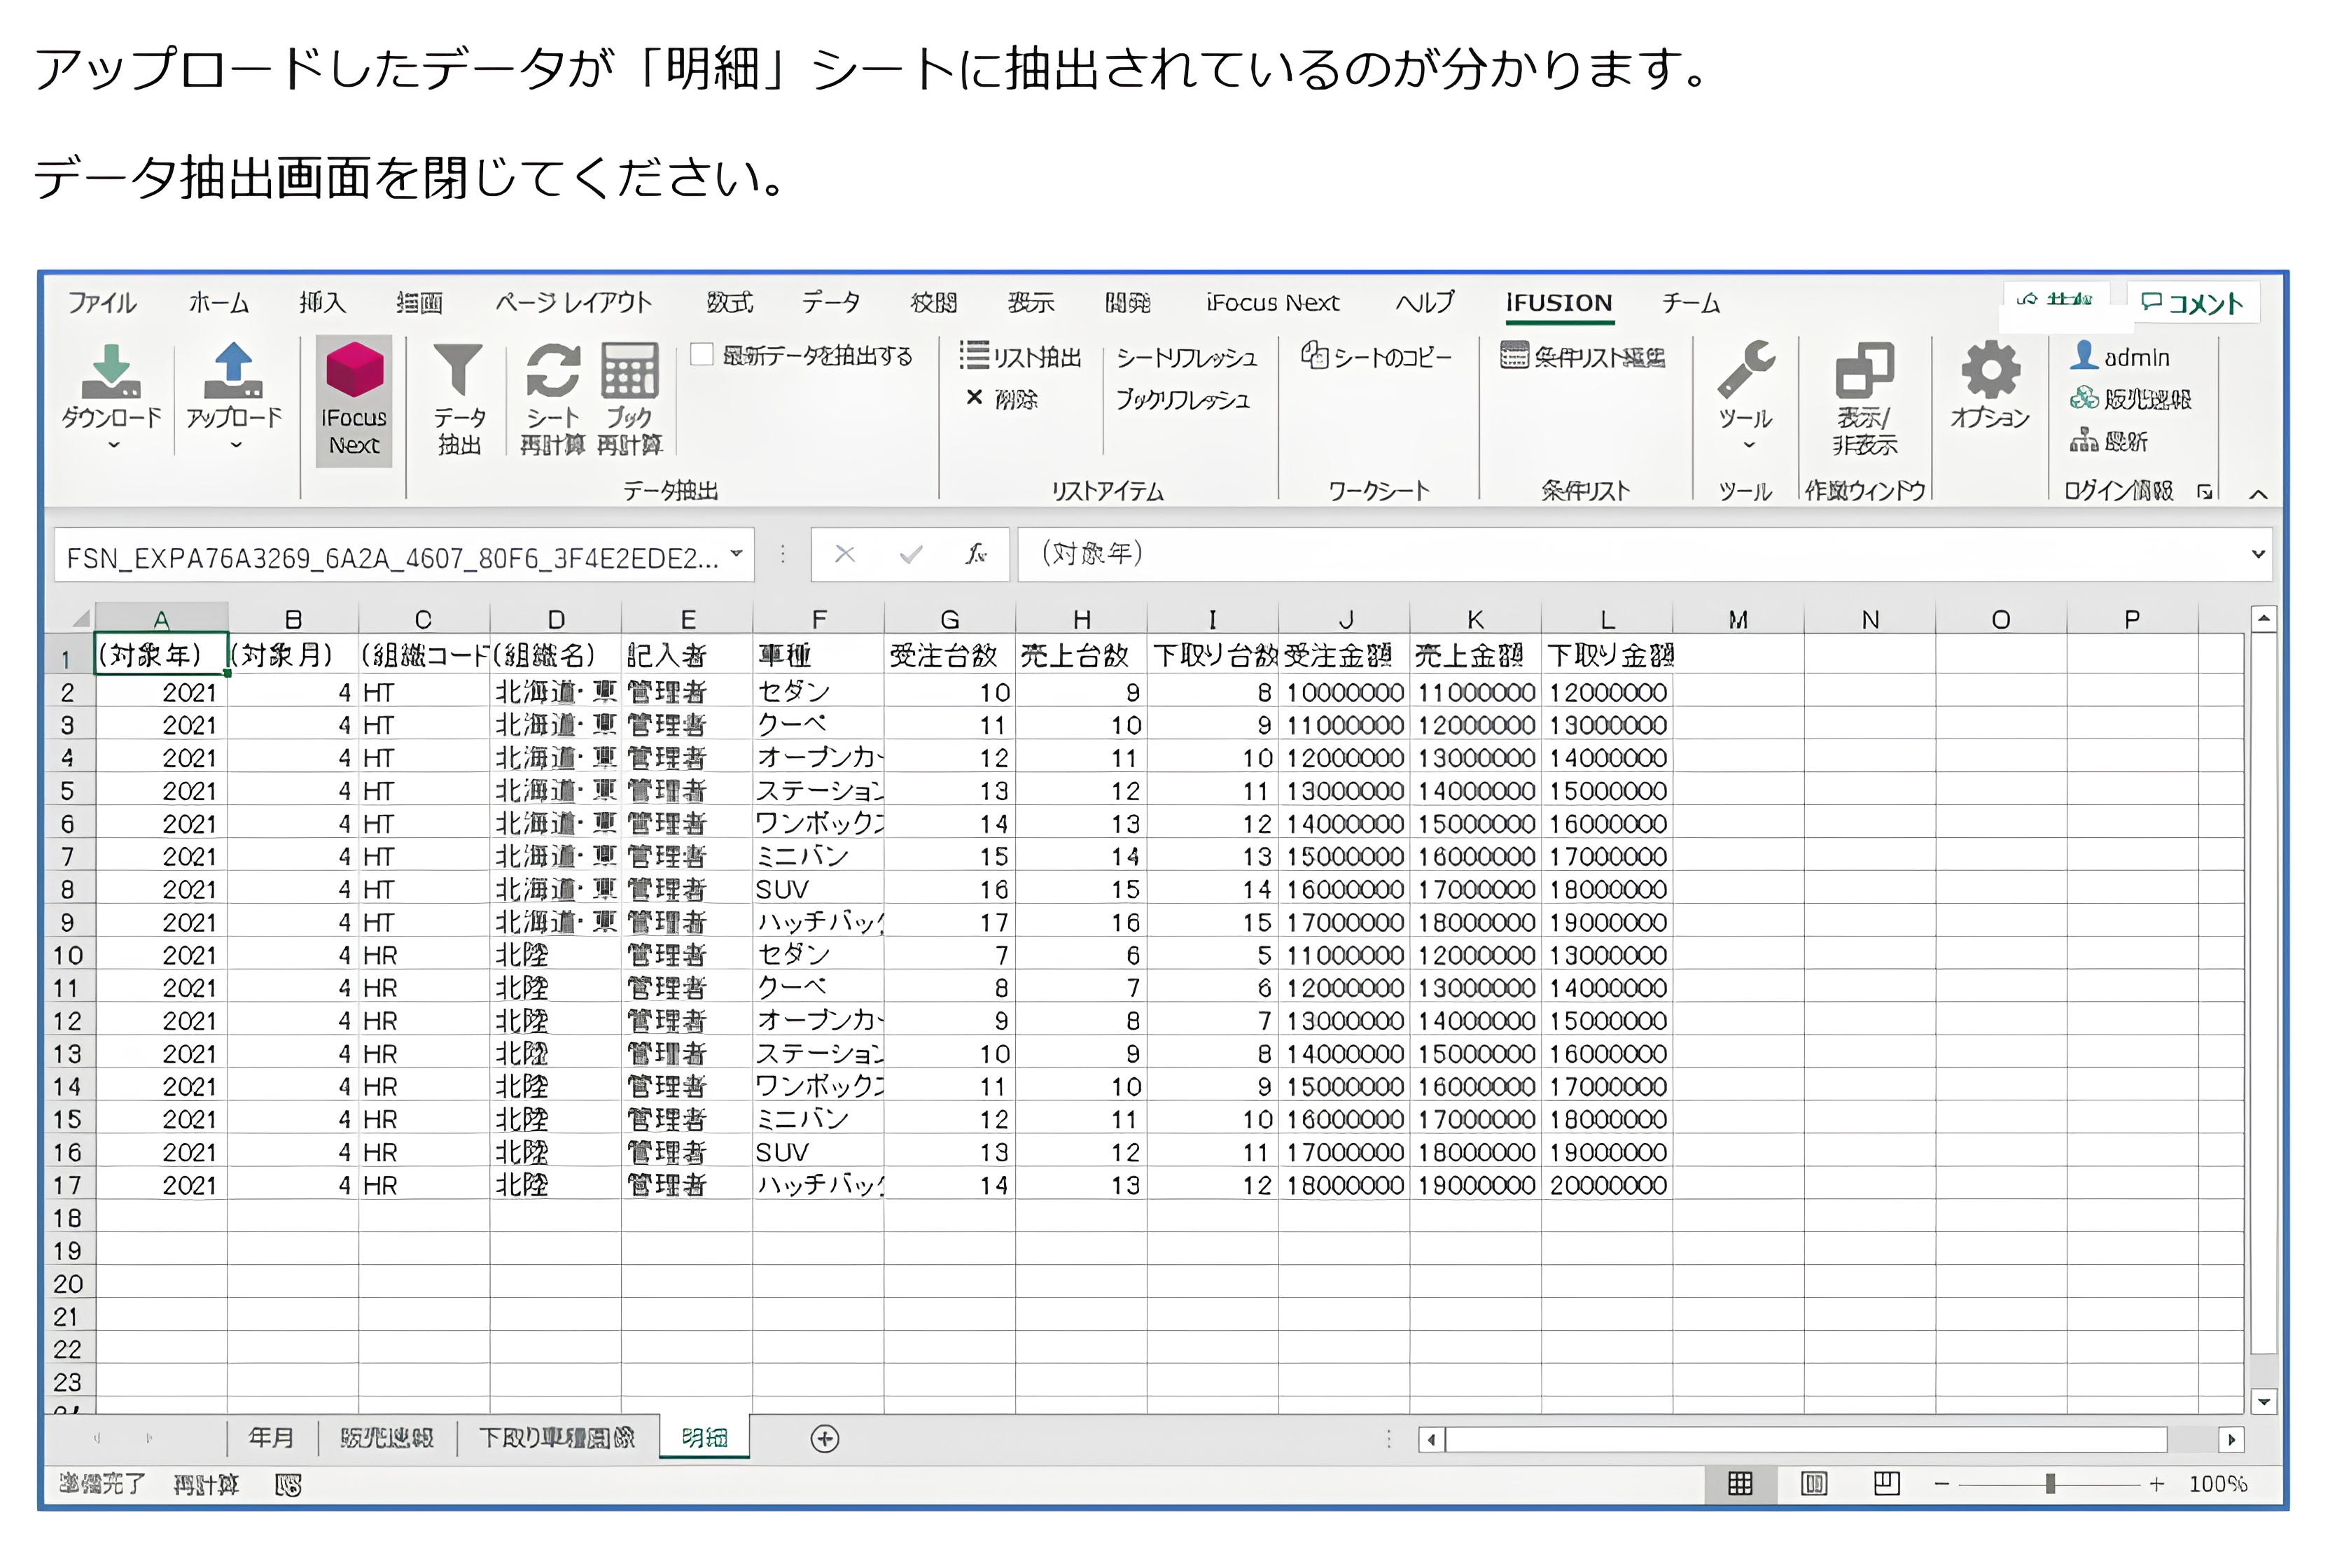 アップロードしたデータが「明細」シートに抽出されているのが分かります。
データ抽出画面を閉じてください。
ファイル ホーム 挿入 描画 ページ レイアウト 数式 データ 校閲 表示 開発 iFocus Next ヘルプ iFUSION チーム コメント
ダウンロード アップロード iFocus Next データ抽出 シート再計算 ブック再計算 最新データを抽出する リスト抽出 シートリフレッシュ シートのコピー 条件リスト編集 ツール 表示/非表示 オプション admin
削除 ブックリフレッシュ 販売速報
最新
データ抽出 リストアイテム ワークシート 条件リスト ツール 作業ウィンドウ ログイン情報
FSN_EXPA76A3269_6A2A_4607_80F6_3F4E2EDE2... fx (対象年)
A B C D E F G H I J K L M N O P
1 (対象年) (対象月) (組織コード (組織名) 記入者 車種 受注台数 売上台数 下取り台数 受注金額 売上金額 下取り金額
2 2021 4 HT 北海道・東 管理者 セダン 10 9 8 10000000 11000000 12000000
3 2021 4 HT 北海道・東 管理者 クーペ 11 10 9 11000000 12000000 13000000
4 2021 4 HT 北海道・東 管理者 オープンカー 12 11 10 12000000 13000000 14000000
5 2021 4 HT 北海道・東 管理者 ステーション 13 12 11 13000000 14000000 15000000
6 2021 4 HT 北海道・東 管理者 ワンボックス 14 13 12 14000000 15000000 16000000
7 2021 4 HT 北海道・東 管理者 ミニバン 15 14 13 15000000 16000000 17000000
8 2021 4 HT 北海道・東 管理者 SUV 16 15 14 16000000 17000000 18000000
9 2021 4 HT 北海道・東 管理者 ハッチバック 17 16 15 17000000 18000000 19000000
10 2021 4 HR 北陸 管理者 セダン 7 6 5 11000000 12000000 13000000
11 2021 4 HR 北陸 管理者 クーペ 8 7 6 12000000 13000000 14000000
12 2021 4 HR 北陸 管理者 オープンカー 9 8 7 13000000 14000000 15000000
13 2021 4 HR 北陸 管理者 ステーション 10 9 8 14000000 15000000 16000000
14 2021 4 HR 北陸 管理者 ワンボックス 11 10 9 15000000 16000000 17000000
15 2021 4 HR 北陸 管理者 ミニバン 12 11 10 16000000 17000000 18000000
16 2021 4 HR 北陸 管理者 SUV 13 12 11 17000000 18000000 19000000
17 2021 4 HR 北陸 管理者 ハッチバック 14 13 12 18000000 19000000 20000000
18
19
20
21
22
23
年月 販売速報 下取り車種画像 明細
準備完了 再計算 100%